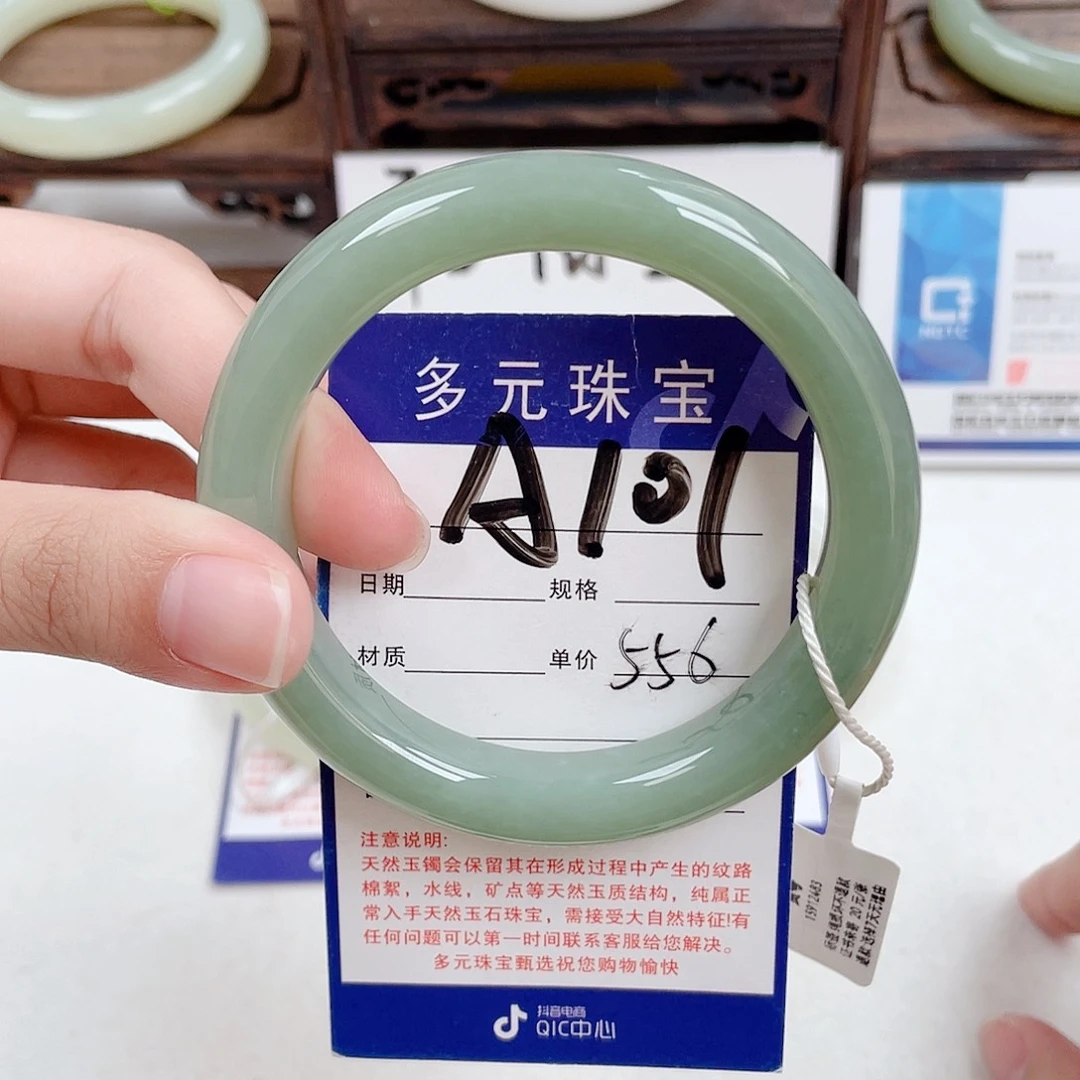 多元珠宝
A101
日期 规格
材质 单价 556
注意说明:
天然玉镯会保留其在形成过程中产生的纹路
棉絮，水线，矿点等天然玉质结构，纯属正
常入手天然玉石珠宝，需接受大自然特征!有
任何问题可以第一时间联系客服给您解决。
多元珠宝甄选祝您购物愉快
抖音电商
QIC中心